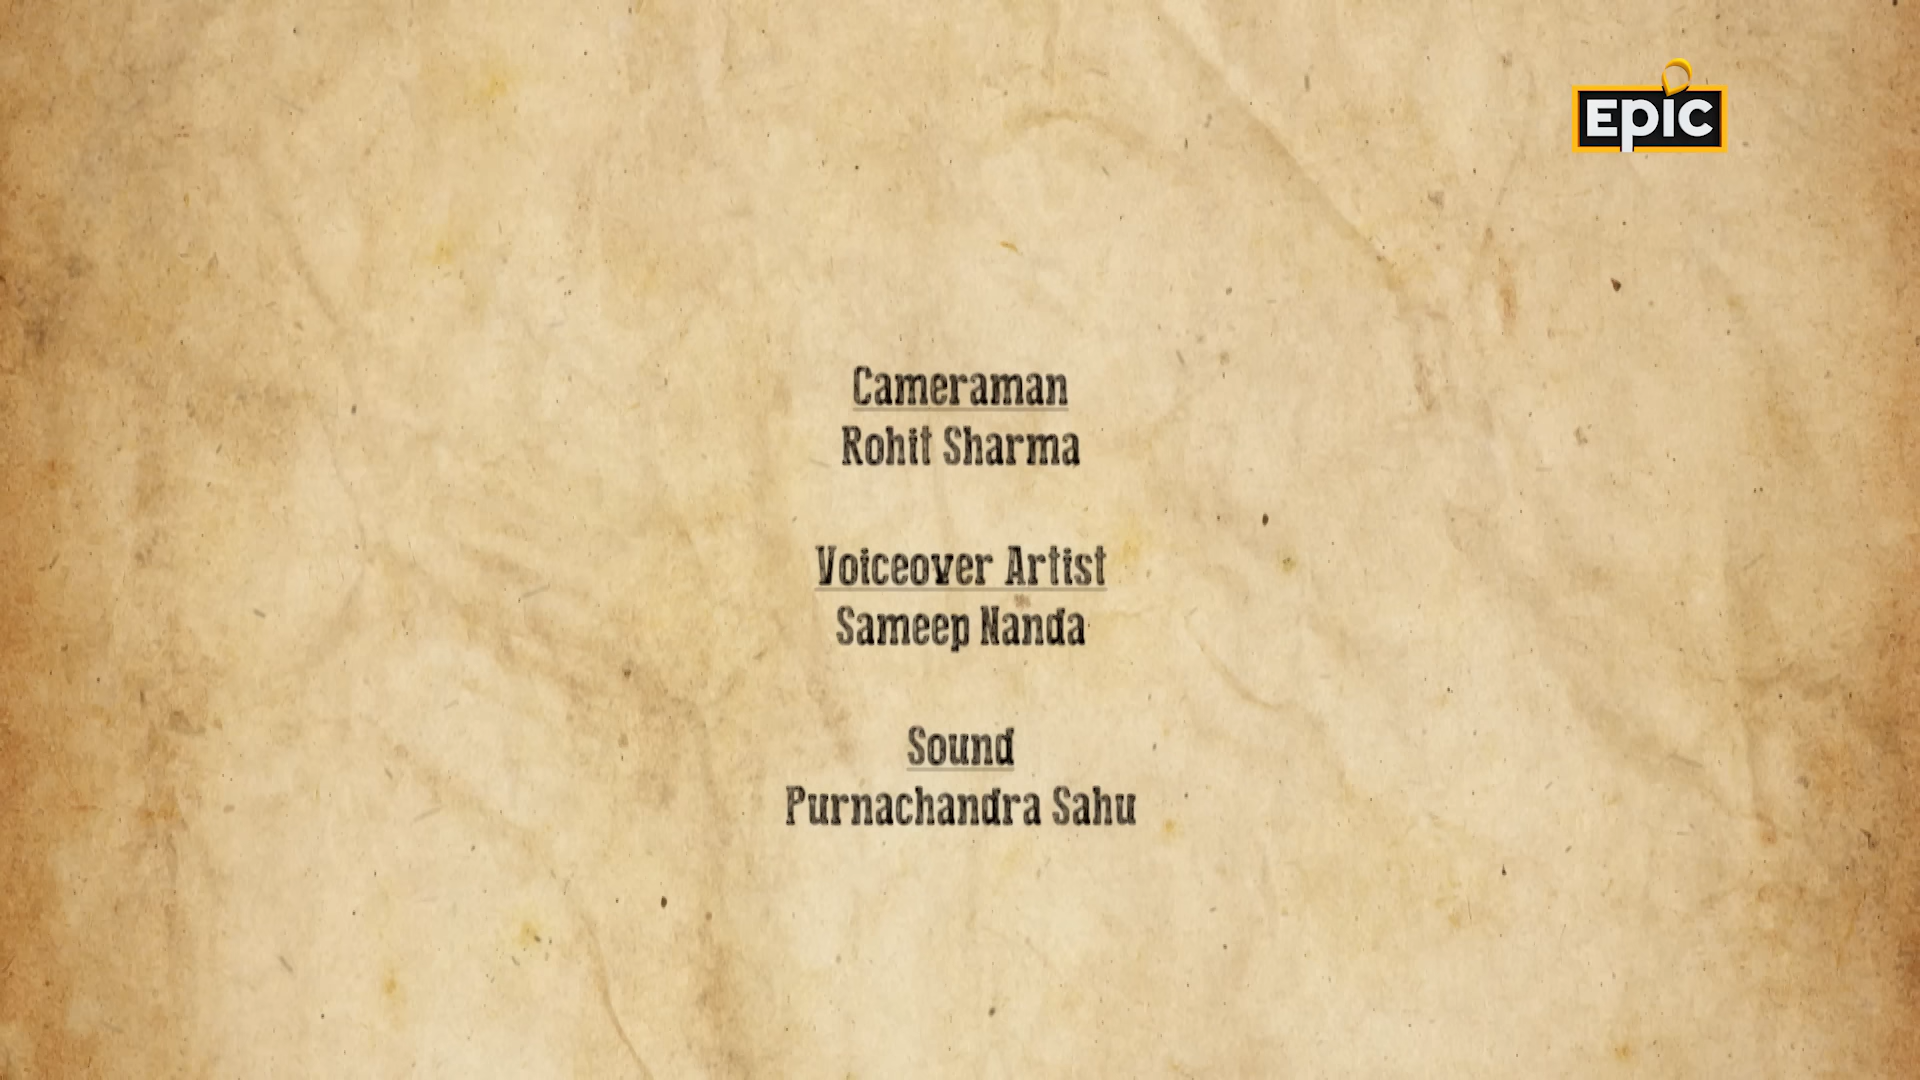 EPIC
Cameraman
Rohit Sharma
Voiceover Artist
Sameep Nanda
Sound
Purnachandra Sahu